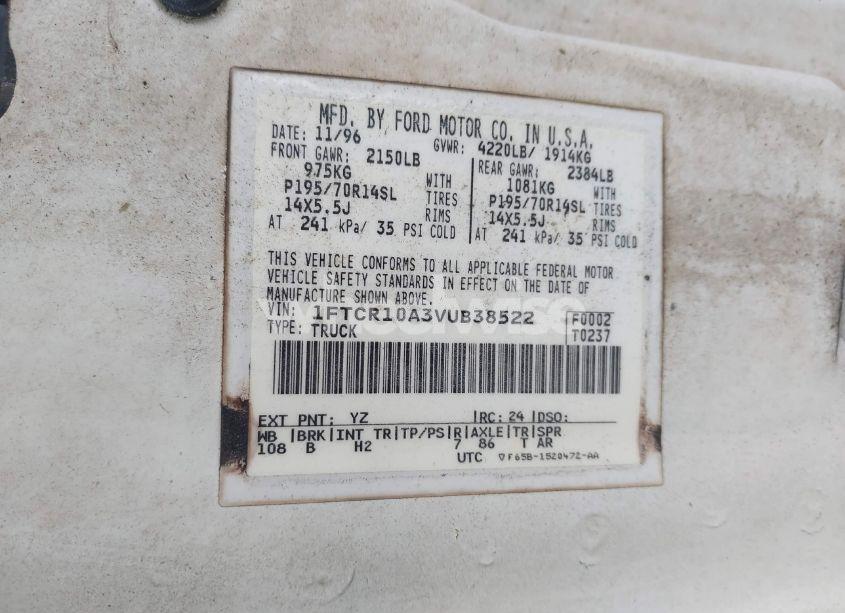 MFD. BY FORD MOTOR CO. IN U.S.A.
DATE: 11/96 GVWR: 4220LB/ 1914KG
FRONT GAWR: 2150LB REAR GAWR: 2384LB
975KG WITH 1081KG WITH
P195/70R14SL TIRES P195/70R14SL TIRES
14X5.5J RIMS 14X5.5J RIMS
AT 241 kPa/ 35 PSI COLD AT 241 kPa/ 35 PSI COLD
THIS VEHICLE CONFORMS TO ALL APPLICABLE FEDERAL MOTOR
VEHICLE SAFETY STANDARDS IN EFFECT ON THE DATE OF
MANUFACTURE SHOWN ABOVE.
VIN: 1FTCR10A3VUB38522 F0002
TYPE: TRUCK T0237
EXT PNT: YZ RC: 24 DSO:
WB BRK INT TR TP/PS R AXLE TR SPR
108 B H2 7 86 T AR
UTC F65B-1520472-AA